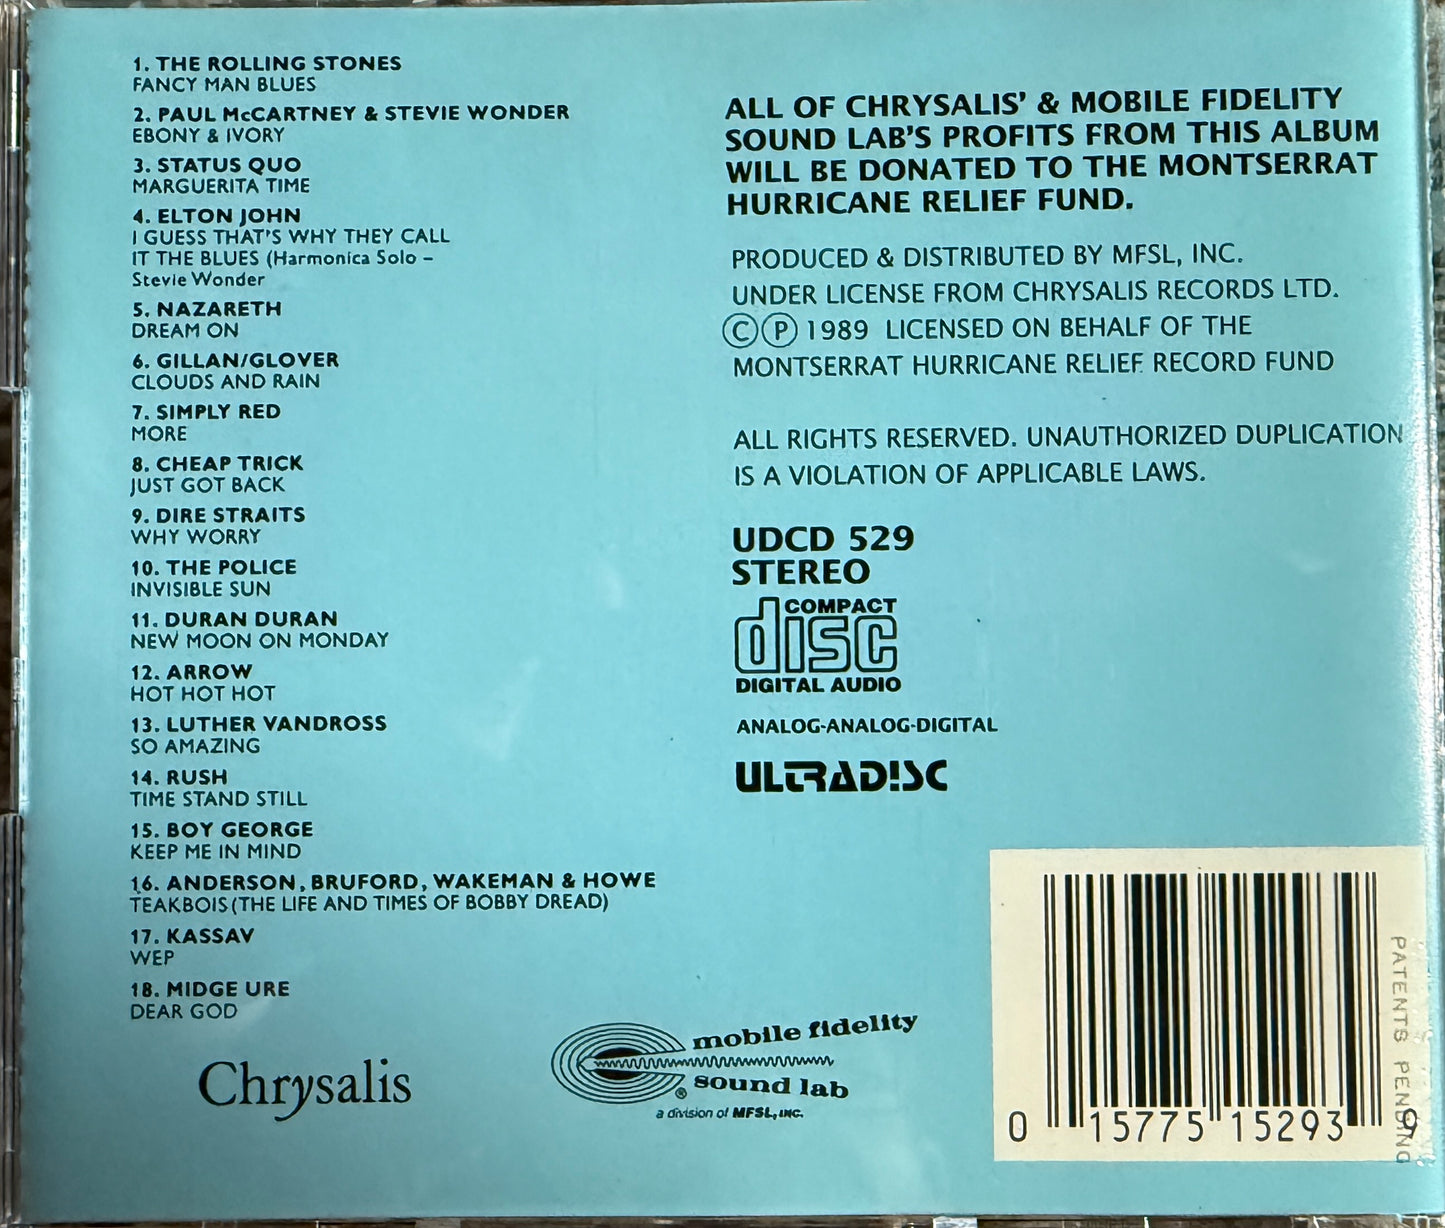 1. THE ROLLING STONES
FANCY MAN BLUES
2. PAUL McCARTNEY & STEVIE WONDER
EBONY & IVORY
3. STATUS QUO
MARGUERITA TIME
4. ELTON JOHN
I GUESS THAT'S WHY THEY CALL
IT THE BLUES (Harmonica Solo –
Stevie Wonder
5. NAZARETH
DREAM ON
6. GILLAN/GLOVER
CLOUDS AND RAIN
7. SIMPLY RED
MORE
8. CHEAP TRICK
JUST GOT BACK
9. DIRE STRAITS
WHY WORRY
10. THE POLICE
INVISIBLE SUN
11. DURAN DURAN
NEW MOON ON MONDAY
12. ARROW
HOT HOT HOT
13. LUTHER VANDROSS
SO AMAZING
14. RUSH
TIME STAND STILL
15. BOY GEORGE
KEEP ME IN MIND
16. ANDERSON, BRUFORD, WAKEMAN & HOWE
TEAKBOIS (THE LIFE AND TIMES OF BOBBY DREAD)
17. KASSAV
WEP
18. MIDGE URE
DEAR GOD
Chrysalis
ALL OF CHRYSALIS' & MOBILE FIDELITY
SOUND LAB'S PROFITS FROM THIS ALBUM
WILL BE DONATED TO THE MONTSERRAT
HURRICANE RELIEF FUND.
PRODUCED & DISTRIBUTED BY MFSL, INC.
UNDER LICENSE FROM CHRYSALIS RECORDS LTD.
Ⓒ Ⓟ 1989 LICENSED ON BEHALF OF THE
MONTSERRAT HURRICANE RELIEF RECORD FUND
ALL RIGHTS RESERVED. UNAUTHORIZED DUPLICATION
IS A VIOLATION OF APPLICABLE LAWS.
UDCD 529
STEREO
COMPACT
disc
DIGITAL AUDIO
ANALOG-ANALOG-DIGITAL
ULTRADISC
mobile fidelity
sound lab
®
a division of MFSL, INC.
0 15775 15293 9
PATENTS PENDING